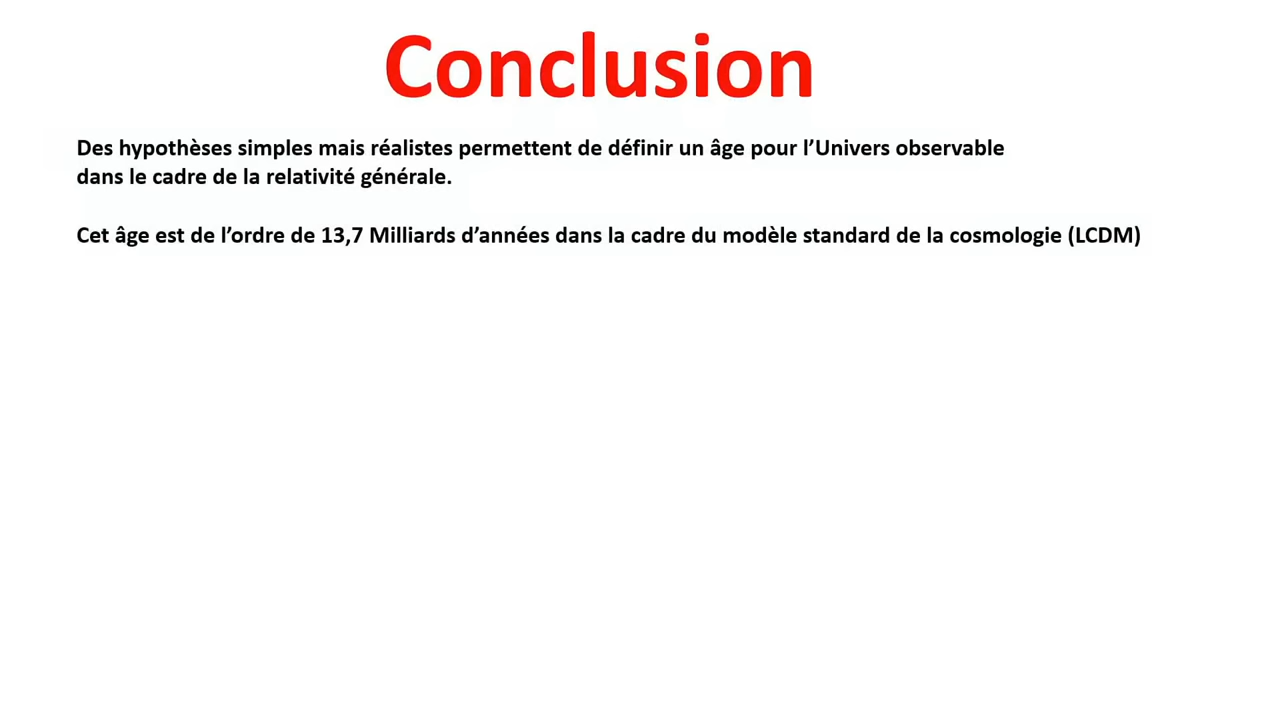 Conclusion
Des hypothèses simples mais réalistes permettent de définir un âge pour l’Univers observable
dans le cadre de la relativité générale.
Cet âge est de l’ordre de 13,7 Milliards d’années dans la cadre du modèle standard de la cosmologie (LCDM)